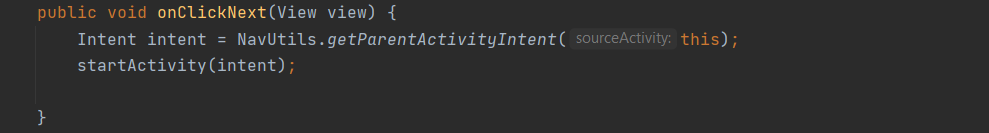 public void onClickNext(View view) {
Intent intent = NavUtils.getParentActivityIntent( sourceActivity: this);
startActivity(intent);
}